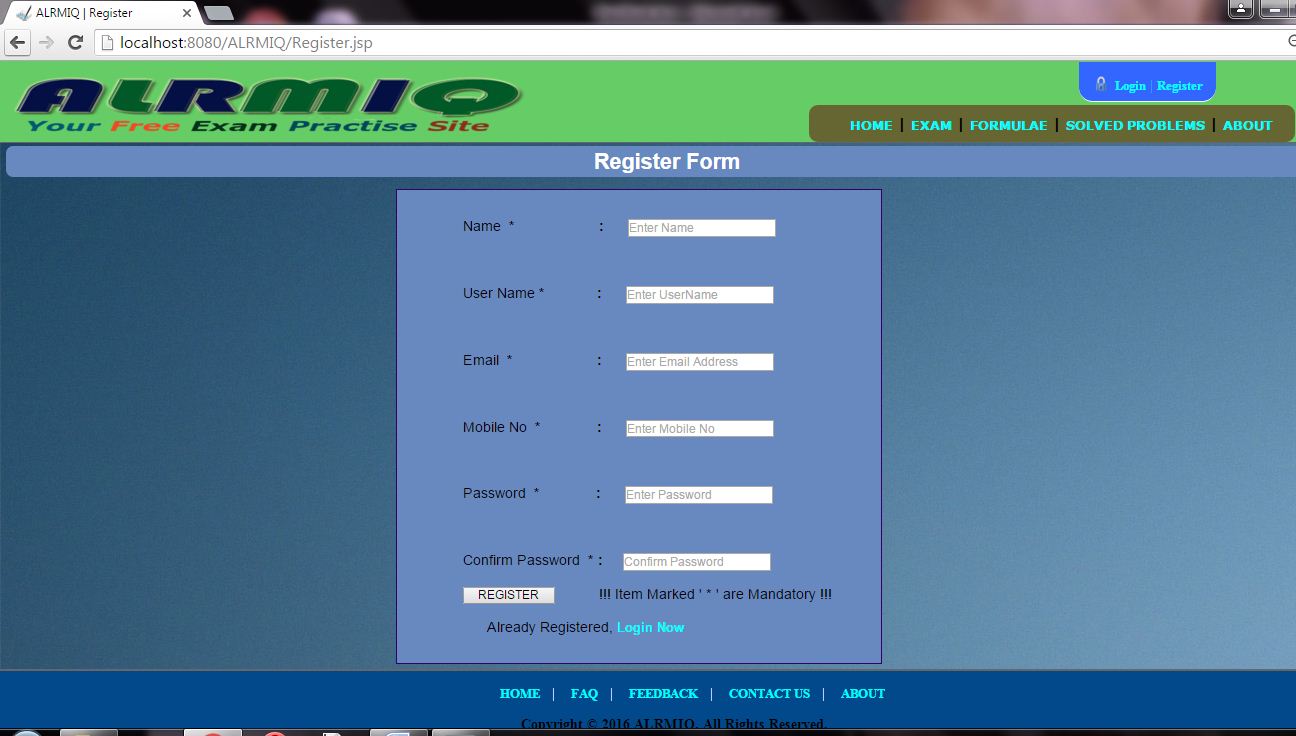 ALRMIQ | Register
localhost:8080/ALRMIQ/Register.jsp
ALRMIQ
Your Free Exam Practise Site
Login | Register
HOME | EXAM | FORMULAE | SOLVED PROBLEMS | ABOUT
Register Form
Name * : Enter Name
User Name * : Enter UserName
Email * : Enter Email Address
Mobile No * : Enter Mobile No
Password * : Enter Password
Confirm Password * : Confirm Password
REGISTER !!! Item Marked ' * ' are Mandatory !!!
Already Registered, Login Now
HOME | FAQ | FEEDBACK | CONTACT US | ABOUT
Copyright © 2016 ALRMIQ. All Rights Reserved.